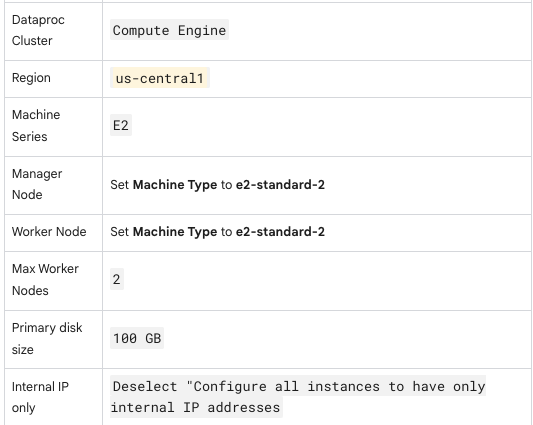 Dataproc
Cluster
Compute Engine
Region
us-central1
Machine
Series
E2
Manager
Node
Set Machine Type to e2-standard-2
Worker Node
Set Machine Type to e2-standard-2
Max Worker
Nodes
2
Primary disk
size
100 GB
Internal IP
only
Deselect "Configure all instances to have only
internal IP addresses